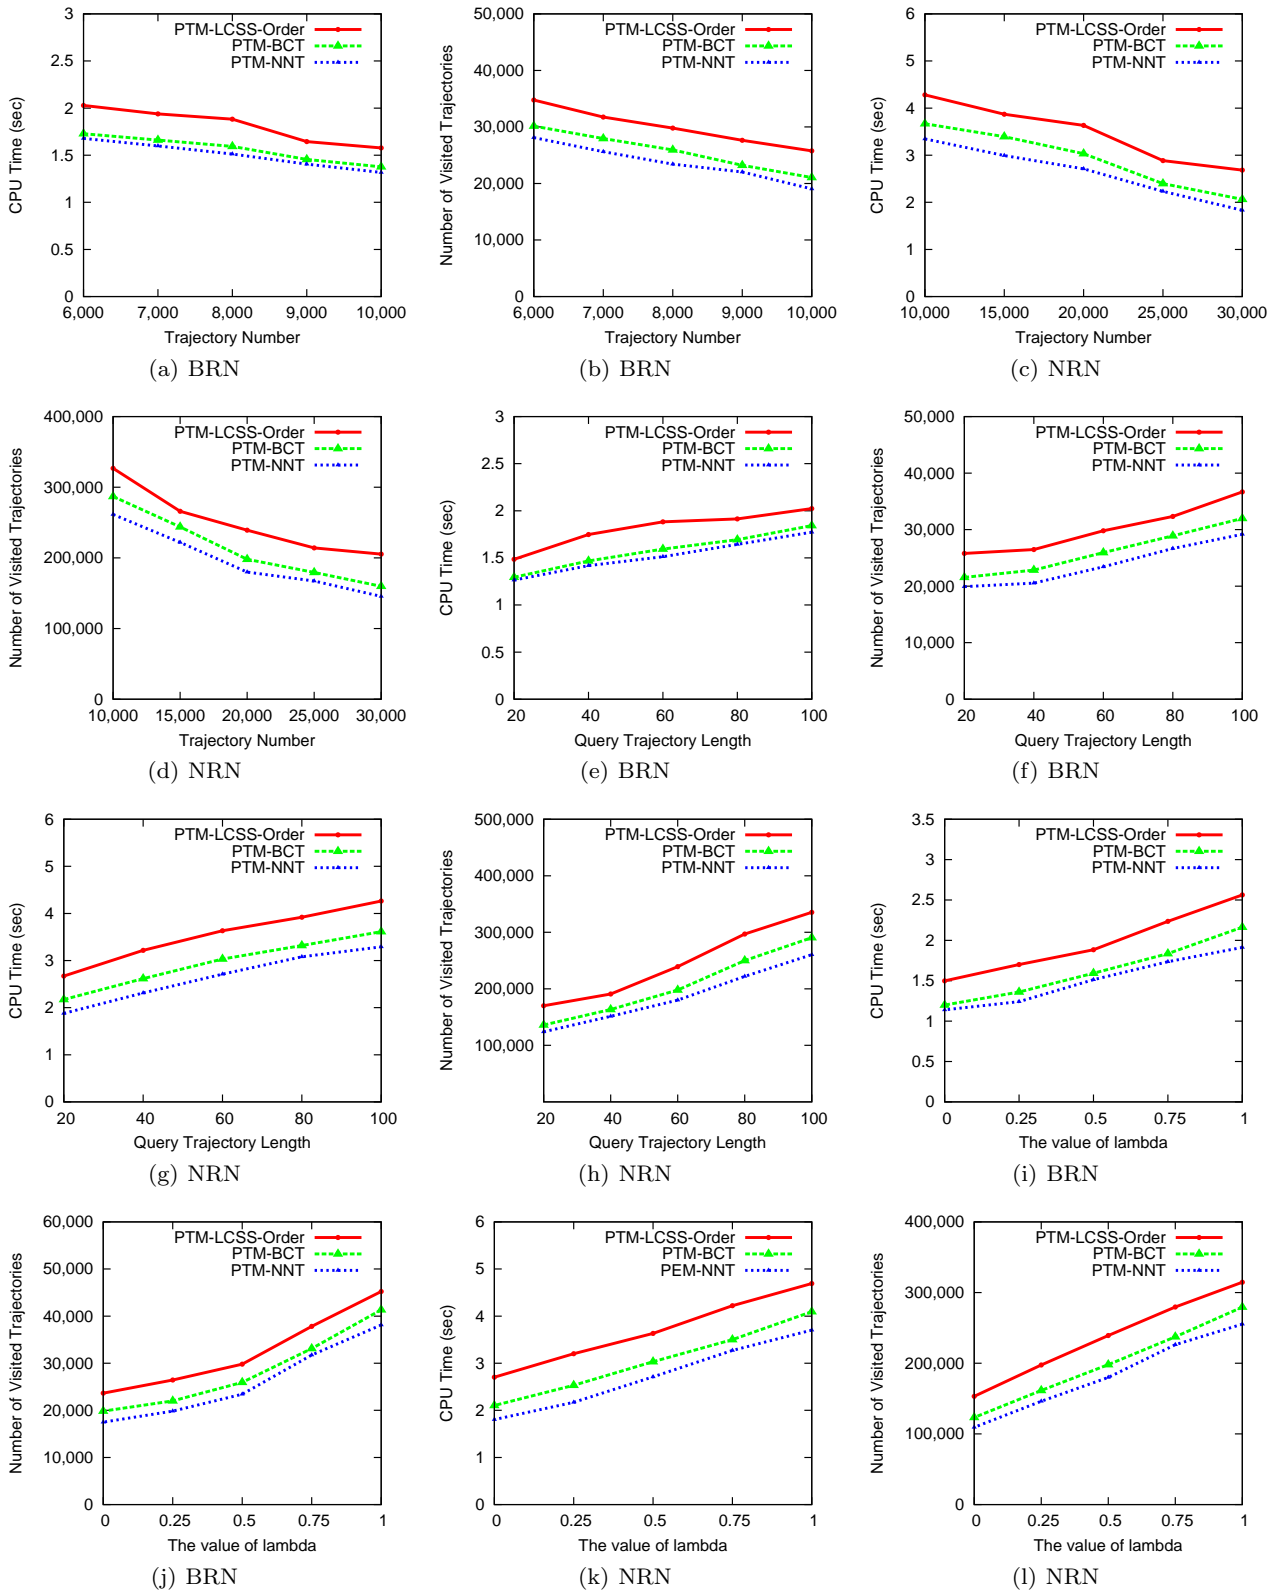 PTM-LCSS-Order
PTM-BCT
PTM-NNT
CPU Time (sec)
3
2.5
2
1.5
1
0.5
0
6,000 7,000 8,000 9,000 10,000
Trajectory Number
(a) BRN
PTM-LCSS-Order
PTM-BCT
PTM-NNT
Number of Visited Trajectories
50,000
40,000
30,000
20,000
10,000
0
6,000 7,000 8,000 9,000 10,000
Trajectory Number
(b) BRN
PTM-LCSS-Order
PTM-BCT
PTM-NNT
CPU Time (sec)
6
5
4
3
2
1
0
10,000 15,000 20,000 25,000 30,000
Trajectory Number
(c) NRN
PTM-LCSS-Order
PTM-BCT
PTM-NNT
Number of Visited Trajectories
400,000
300,000
200,000
100,000
0
10,000 15,000 20,000 25,000 30,000
Trajectory Number
(d) NRN
PTM-LCSS-Order
PTM-BCT
PTM-NNT
CPU Time (sec)
3
2.5
2
1.5
1
0.5
0
20 40 60 80 100
Query Trajectory Length
(e) BRN
PTM-LCSS-Order
PTM-BCT
PTM-NNT
Number of Visited Trajectories
50,000
40,000
30,000
20,000
10,000
0
20 40 60 80 100
Query Trajectory Length
(f) BRN
PTM-LCSS-Order
PTM-BCT
PTM-NNT
CPU Time (sec)
6
5
4
3
2
1
0
20 40 60 80 100
Query Trajectory Length
(g) NRN
PTM-LCSS-Order
PTM-BCT
PTM-NNT
Number of Visited Trajectories
500,000
400,000
300,000
200,000
100,000
20 40 60 80 100
Query Trajectory Length
(h) NRN
PTM-LCSS-Order
PTM-BCT
PTM-NNT
CPU Time (sec)
3.5
3
2.5
2
1.5
1
0.5
0
0 0.25 0.5 0.75 1
The value of lambda
(i) BRN
PTM-LCSS-Order
PTM-BCT
PTM-NNT
Number of Visited Trajectories
60,000
50,000
40,000
30,000
20,000
10,000
0
0 0.25 0.5 0.75 1
The value of lambda
(j) BRN
PTM-LCSS-Order
PTM-BCT
PEM-NNT
CPU Time (sec)
6
5
4
3
2
1
0
0 0.25 0.5 0.75 1
The value of lambda
(k) NRN
PTM-LCSS-Order
PTM-BCT
PTM-NNT
Number of Visited Trajectories
400,000
300,000
200,000
100,000
0
0 0.25 0.5 0.75 1
The value of lambda
(l) NRN